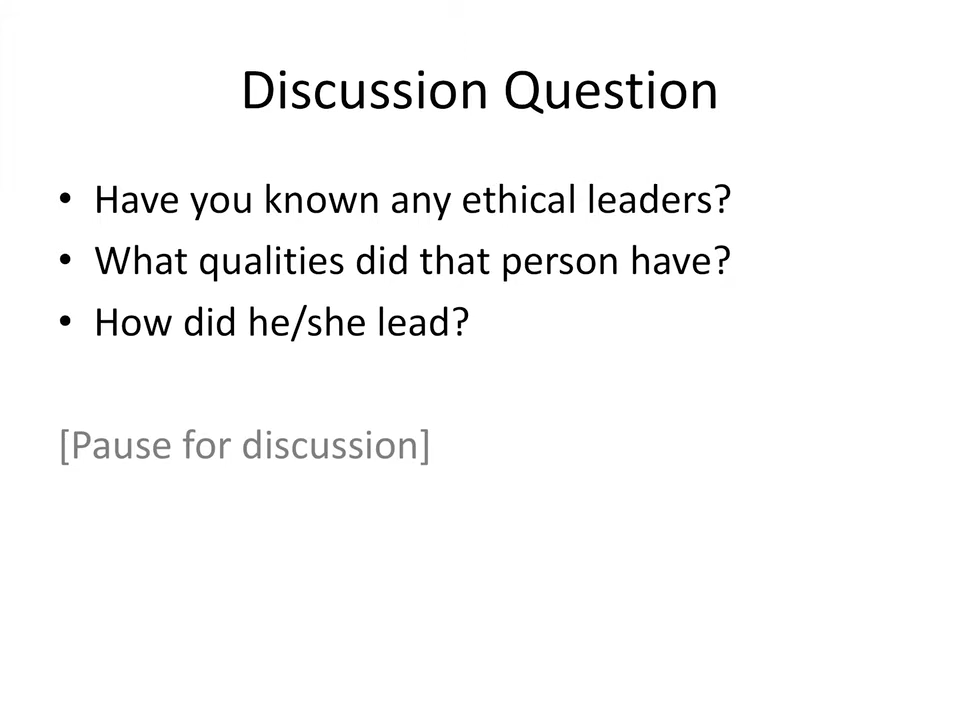 Discussion Question
• Have you known any ethical leaders?
• What qualities did that person have?
• How did he/she lead?
[Pause for discussion]